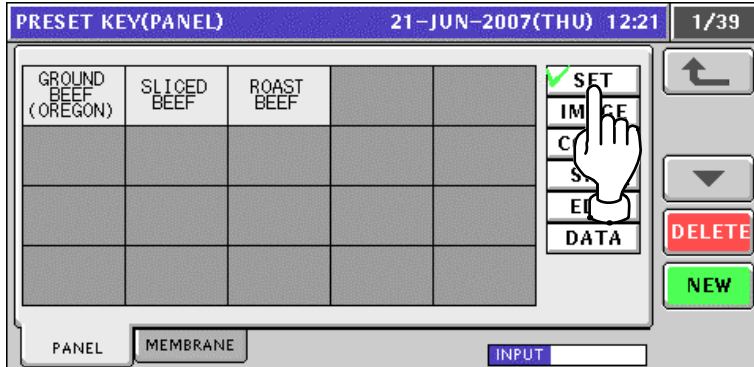 PRESET KEY(PANEL) 21-JUN-2007(THU) 12:21 1/39
GROUND
BEEF
(OREGON)
SLICED
BEEF
ROAST
BEEF
SET
DATA
DELETE
NEW
PANEL
MEMBRANE
INPUT